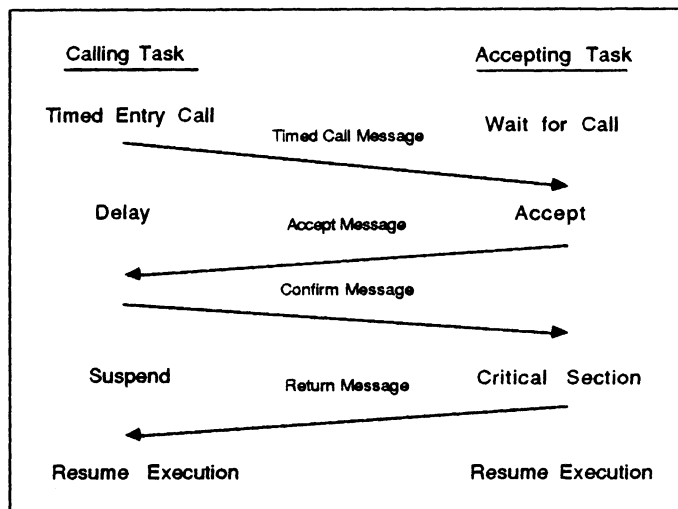 Calling Task
Accepting Task
Timed Entry Call
Timed Call Message
Wait for Call
Delay
Accept Message
Accept
Confirm Message
Suspend
Return Message
Critical Section
Resume Execution
Resume Execution